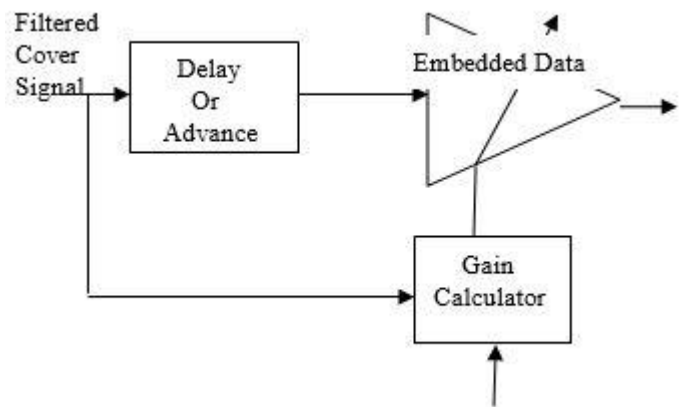 Filtered
Cover
Signal
Delay
Or
Advance
Embedded Data
Gain
Calculator